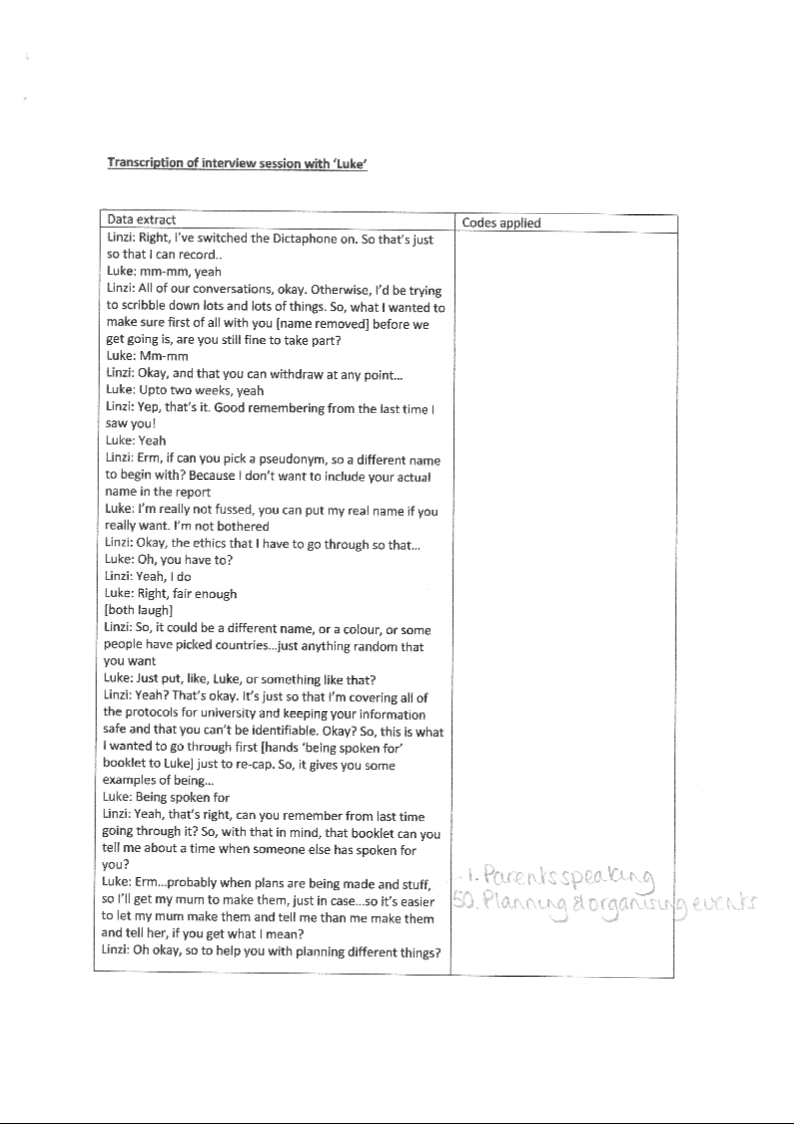 Transcription of interview session with ‘Luke’
Data extract
Codes applied
Linzi: Right, I’ve switched the Dictaphone on. So that’s just
so that I can record..
Luke: mm-mm, yeah
Linzi: All of our conversations, okay. Otherwise, I’d be trying
to scribble down lots and lots of things. So, what I wanted to
make sure first of all with you [name removed] before we
get going is, are you still fine to take part?
Luke: Mm-mm
Linzi: Okay, and that you can withdraw at any point...
Luke: Upto two weeks, yeah
Linzi: Yep, that’s it. Good remembering from the last time I
saw you!
Luke: Yeah
Linzi: Erm, if can you pick a pseudonym, so a different name
to begin with? Because I don’t want to include your actual
name in the report
Luke: I’m really not fussed, you can put my real name if you
really want. I’m not bothered
Linzi: Okay, the ethics that I have to go through so that...
Luke: Oh, you have to?
Linzi: Yeah, I do
Luke: Right, fair enough
[both laugh]
Linzi: So, it could be a different name, or a colour, or some
people have picked countries...just anything random that
you want
Luke: Just put, like, Luke, or something like that?
Linzi: Yeah? That’s okay. It’s just so that I’m covering all of
the protocols for university and keeping your information
safe and that you can’t be identifiable. Okay? So, this is what
I wanted to go through first [hands ‘being spoken for’
booklet to Luke] just to re-cap. So, it gives you some
examples of being...
Luke: Being spoken for
Linzi: Yeah, that’s right, can you remember from last time
going through it? So, with that in mind, that booklet can you
tell me about a time when someone else has spoken for
you?
Luke: Erm...probably when plans are being made and stuff,
so I’ll get my mum to make them, just in case...so it’s easier
to let my mum make them and tell me than me make them
and tell her, if you get what I mean?
Linzi: Oh okay, so to help you with planning different things?
1. Parents speaking
50. Planning & organising events